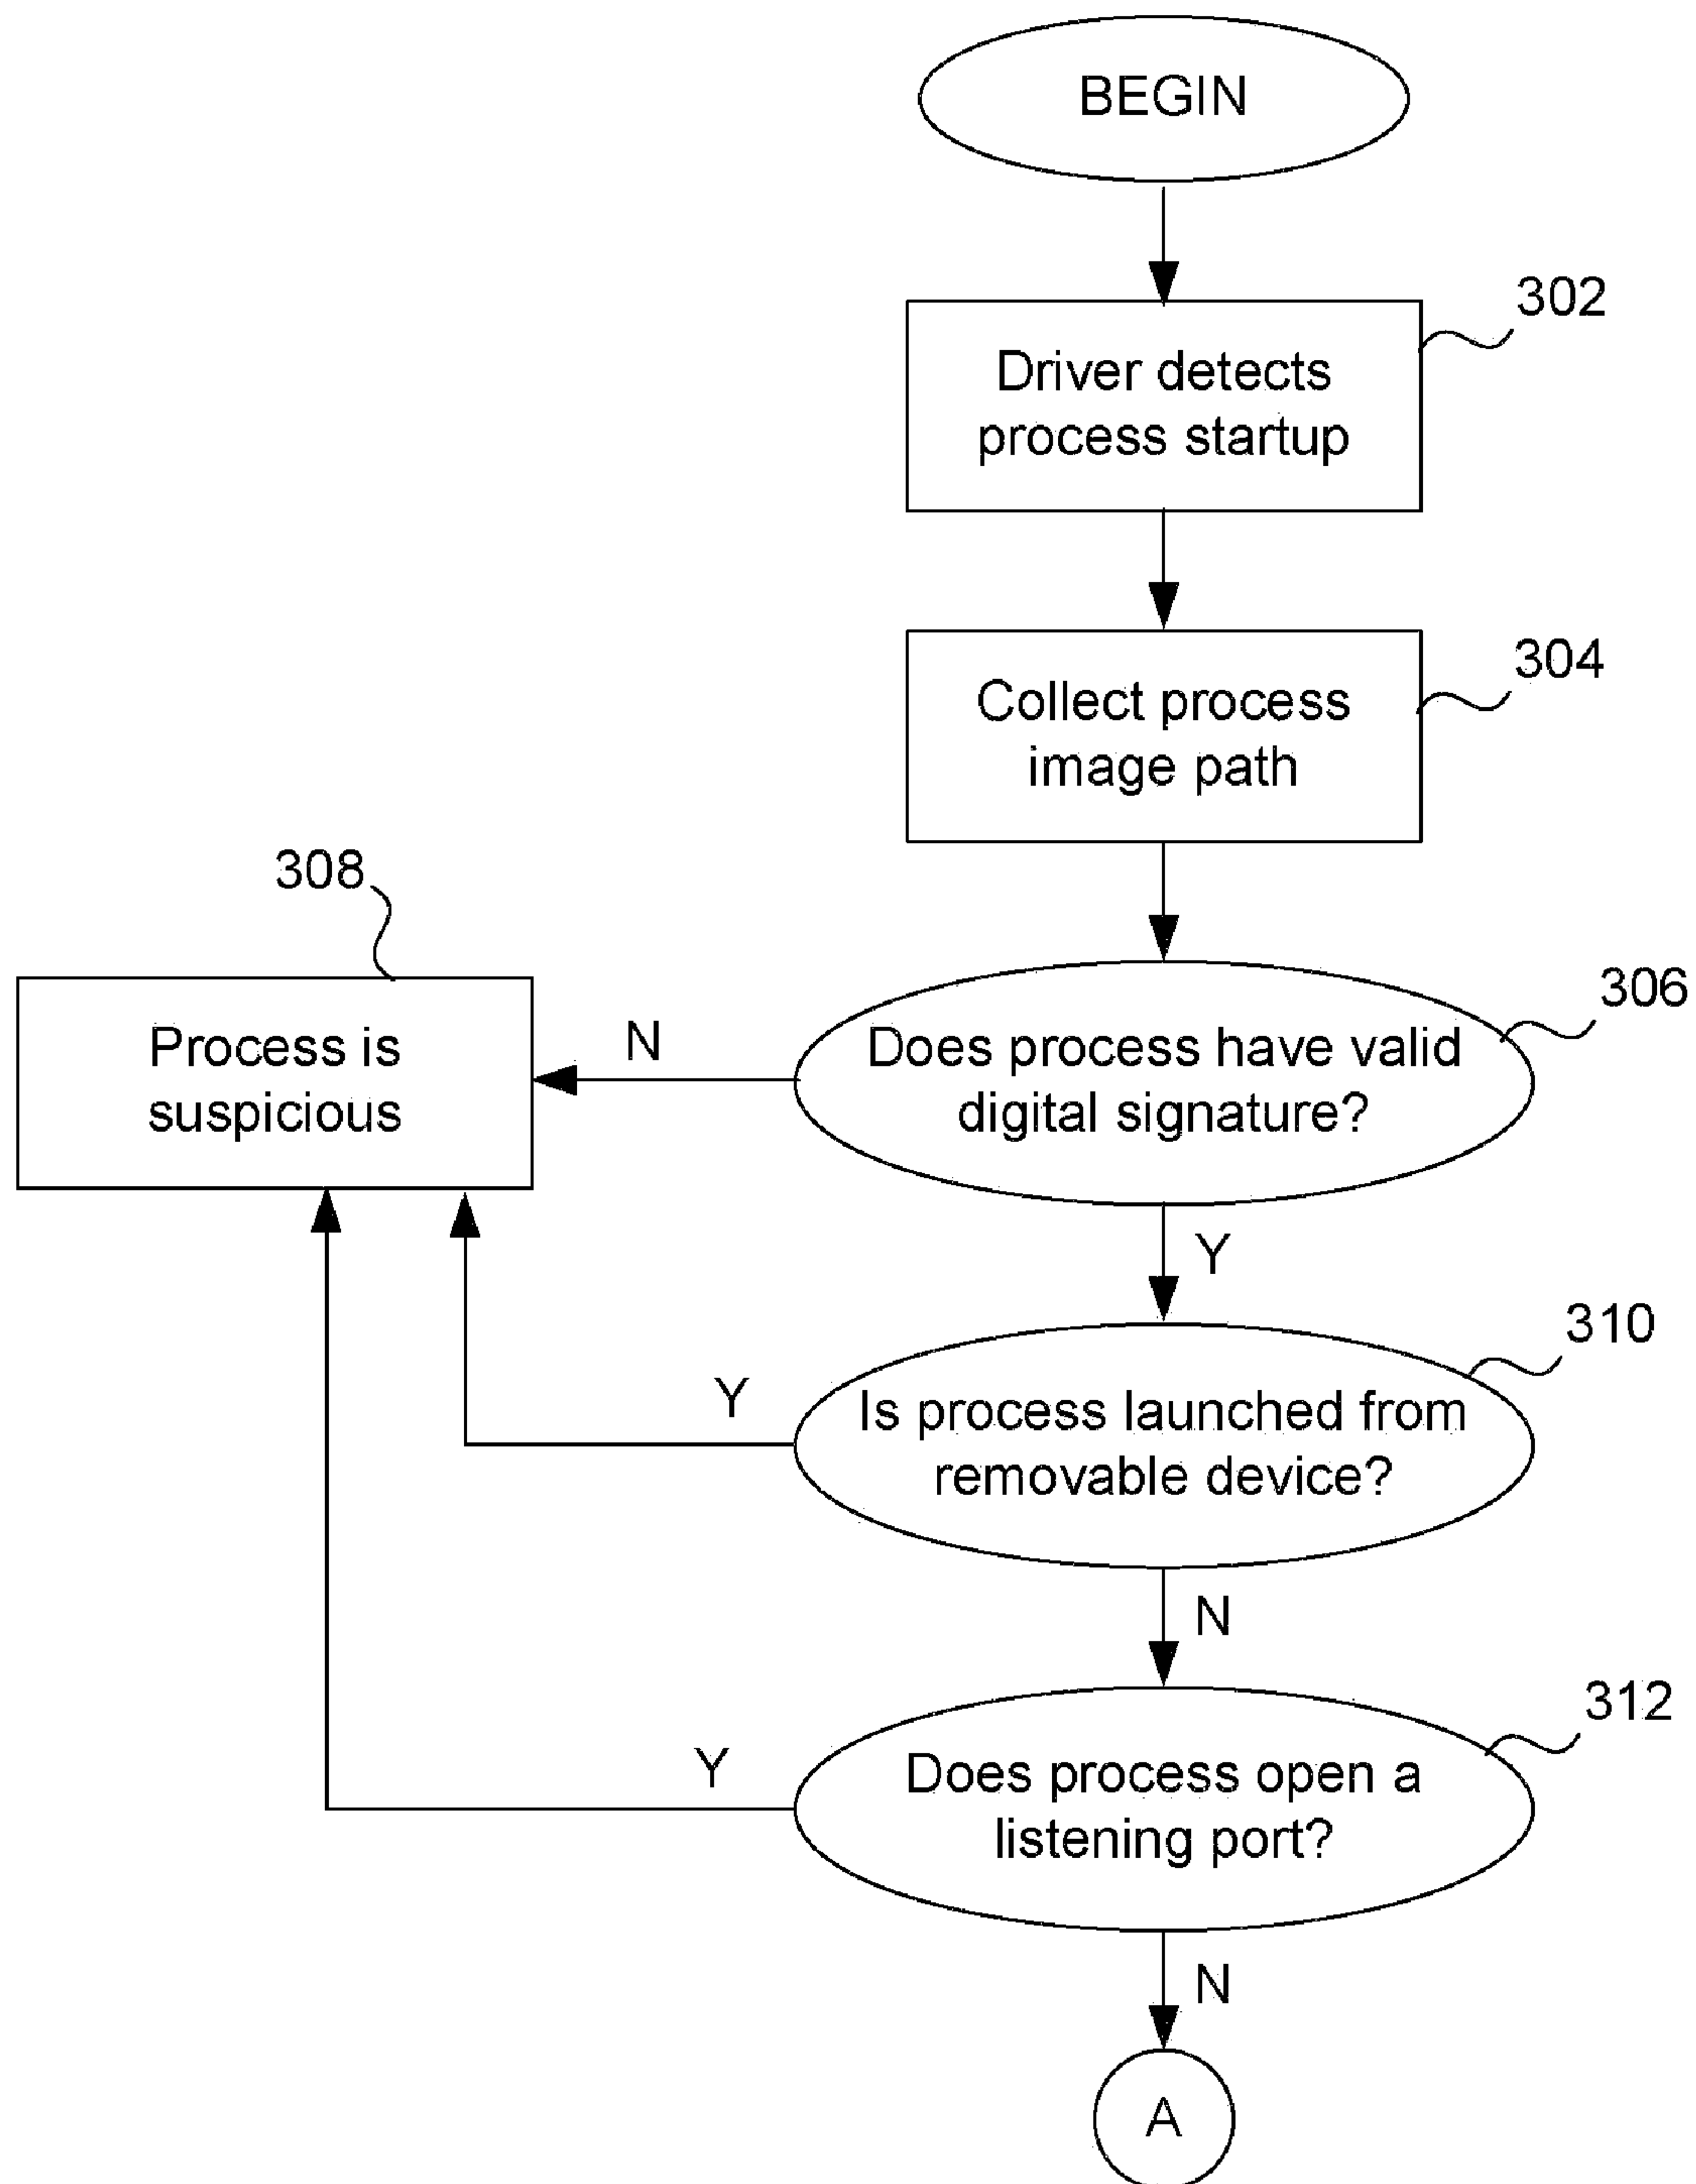 BEGIN
302
Driver detects
process startup
304
Collect process
image path
308
306
Process is
suspicious
N
Does process have valid
digital signature?
Y
310
Y
Is process launched from
removable device?
N
312
Y
Does process open a
listening port?
N
A